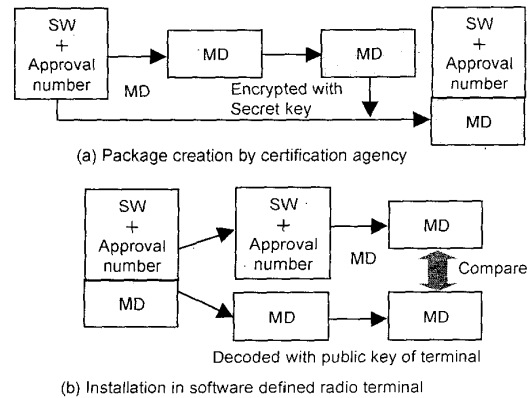 SW
+
Approval
number
MD
MD
MD
Encrypted with
Secret key
SW
+
Approval
number
MD
(a) Package creation by certification agency
SW
+
Approval
number
MD
SW
+
Approval
number
MD
MD
Compare
MD
MD
Decoded with public key of terminal
(b) Installation in software defined radio terminal